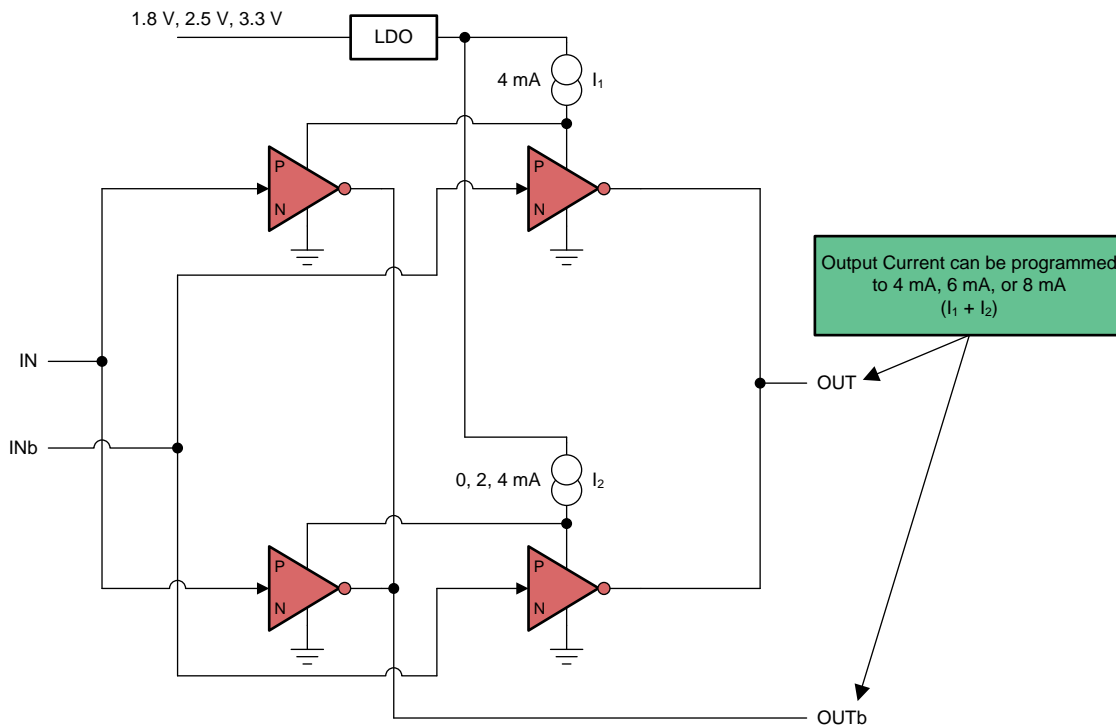 1.8 V, 2.5 V, 3.3 V
LDO
4 mA
I₁
P
N
P
N
Output Current can be programmed
to 4 mA, 6 mA, or 8 mA
(I₁ + I₂)
IN
OUT
INb
0, 2, 4 mA
I₂
P
N
P
N
OUTb